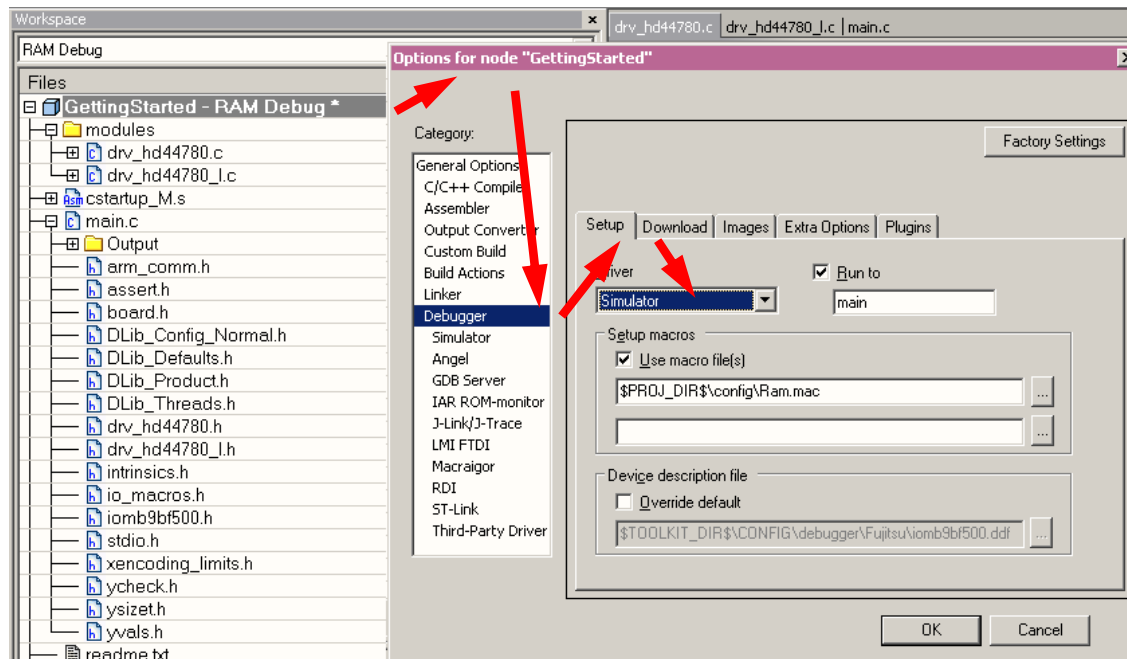 Workspace
drv_hd44780.c drv_hd44780_l.c main.c
RAM Debug
Files
GettingStarted - RAM Debug *
modules
drv_hd44780.c
drv_hd44780_l.c
cstartup_M.s
main.c
Output
arm_comm.h
assert.h
board.h
DLib_Config_Normal.h
DLib_Defaults.h
DLib_Product.h
DLib_Threads.h
drv_hd44780.h
drv_hd44780_l.h
intrinsics.h
io_macros.h
iomb9bf500.h
stdio.h
xencoding_limits.h
ycheck.h
ysizet.h
yvals.h
readme.txt
Options for node "GettingStarted"
Category:
General Options
C/C++ Compiler
Assembler
Output Converter
Custom Build
Build Actions
Linker
Debugger
Simulator
Angel
GDB Server
IAR ROM-monitor
J-Link/J-Trace
LMI FTDI
Macraigor
RDI
ST-Link
Third-Party Driver
Factory Settings
Setup Download Images Extra Options Plugins
Driver
Run to
Simulator
main
Setup macros
Use macro file(s)
$PROJ_DIR$\config\Ram.mac
...
...
Device description file
Override default
$TOOLKIT_DIR$\CONFIG\debugger\Fujitsu\iomb9bf500.ddf
...
OK Cancel